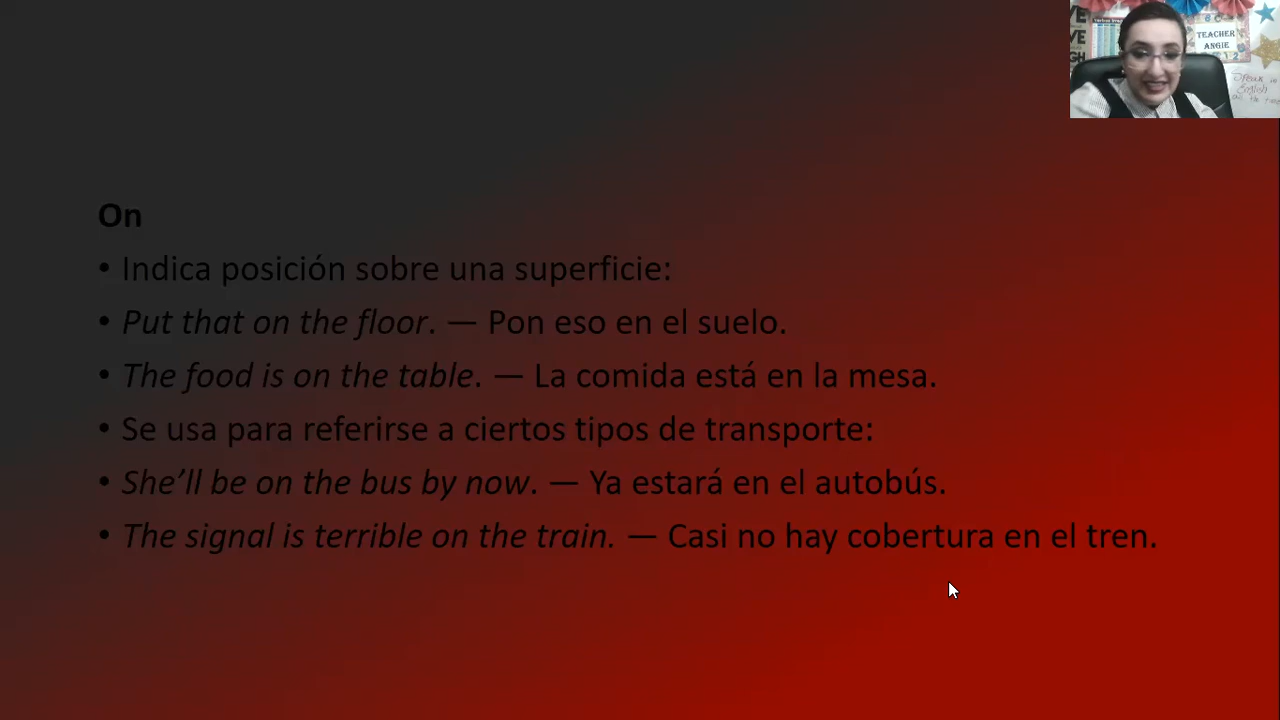 TEACHER
ANGIE
Speak in
English
On
• Indica posición sobre una superficie:
• Put that on the floor. — Pon eso en el suelo.
• The food is on the table. — La comida está en la mesa.
• Se usa para referirse a ciertos tipos de transporte:
• She’ll be on the bus by now. — Ya estará en el autobús.
• The signal is terrible on the train. — Casi no hay cobertura en el tren.